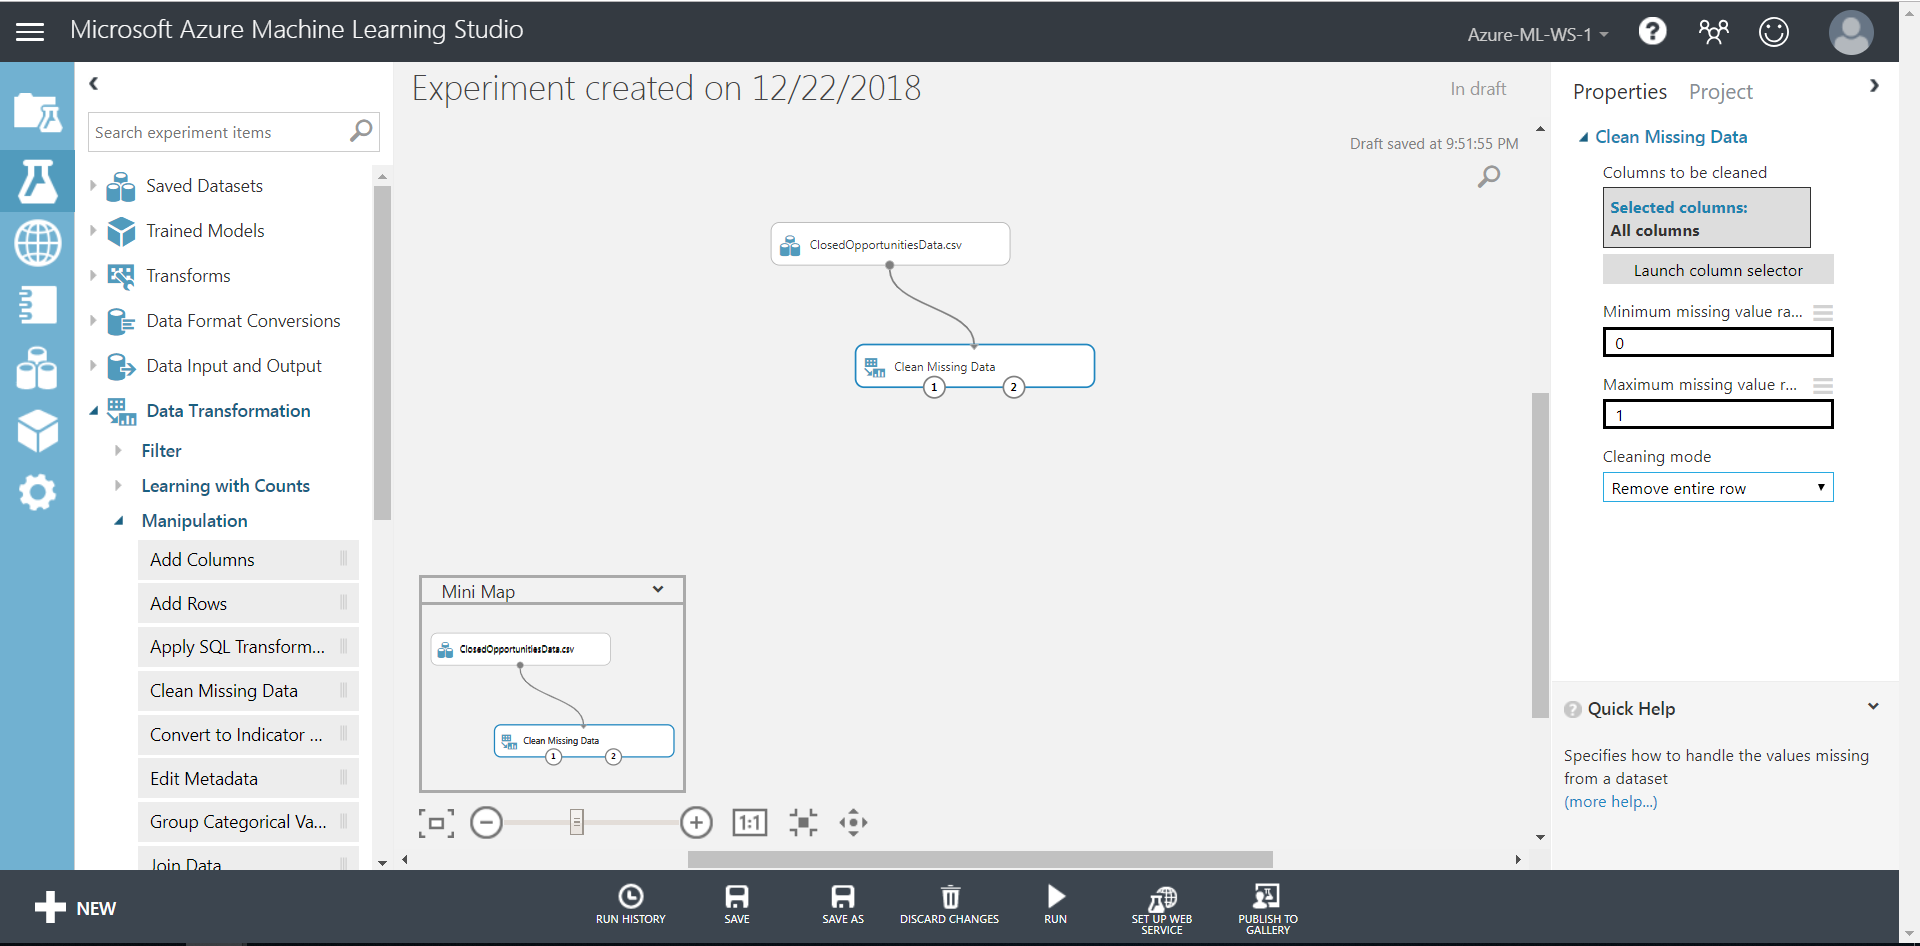 Microsoft Azure Machine Learning Studio
Azure-ML-WS-1
?
Search experiment items
Saved Datasets
Trained Models
Transforms
Data Format Conversions
Data Input and Output
Data Transformation
Filter
Learning with Counts
Manipulation
Add Columns
Add Rows
Apply SQL Transform...
Clean Missing Data
Convert to Indicator ...
Edit Metadata
Group Categorical Va...
Join Data
Experiment created on 12/22/2018
In draft
Draft saved at 9:51:55 PM
ClosedOpportunitiesData.csv
Clean Missing Data
1 2
Mini Map
ClosedOpportunitiesData.csv
Clean Missing Data
1 2
1:1
Properties Project
Clean Missing Data
Columns to be cleaned
Selected columns:
All columns
Launch column selector
Minimum missing value ra...
0
Maximum missing value r...
1
Cleaning mode
Remove entire row
? Quick Help
Specifies how to handle the values missing
from a dataset
(more help...)
NEW
RUN HISTORY
SAVE
SAVE AS
DISCARD CHANGES
RUN
SET UP WEB
SERVICE
PUBLISH TO
GALLERY